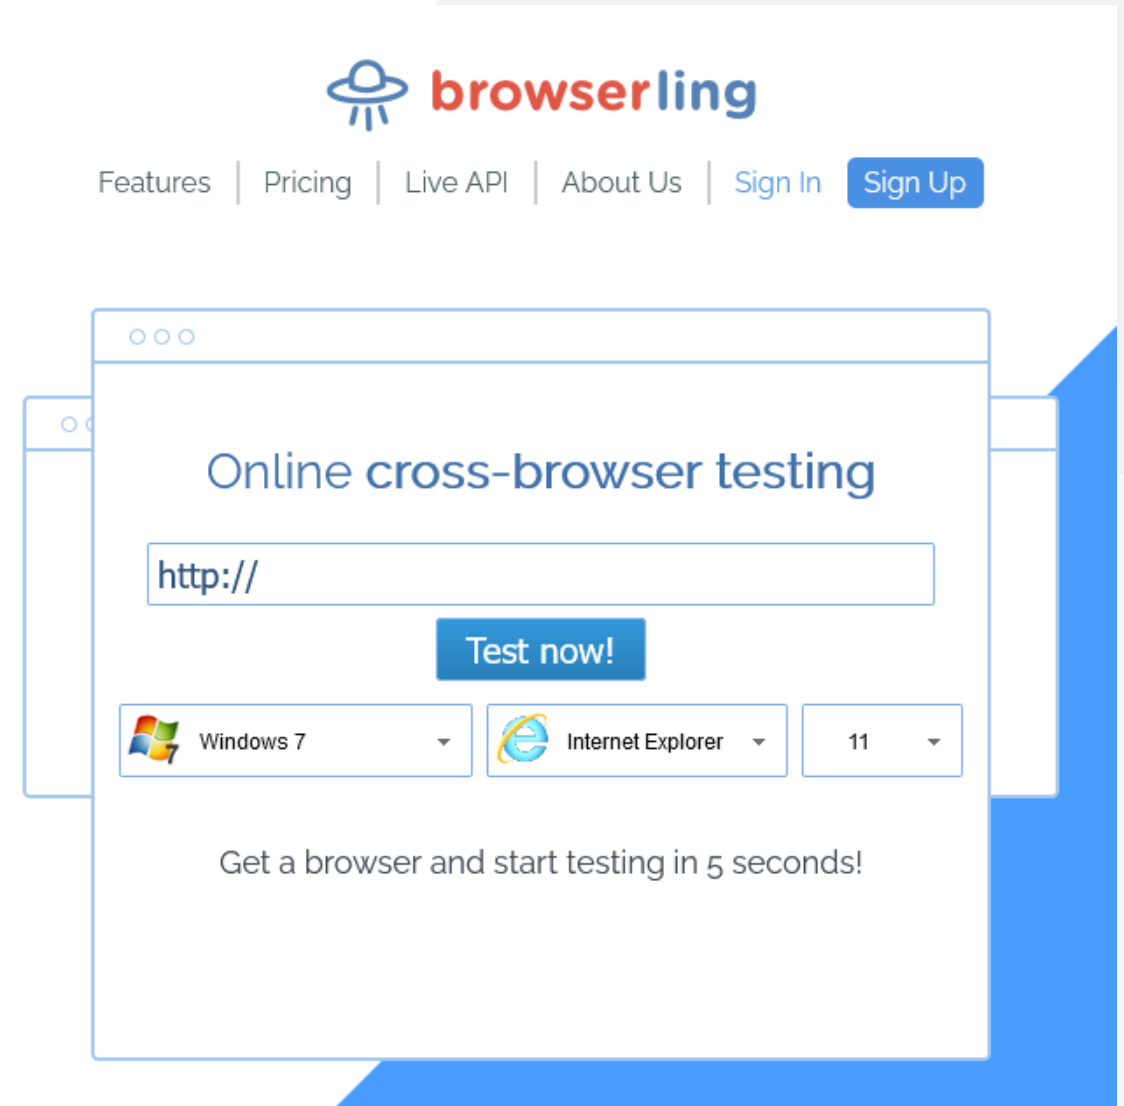 browserling
Features Pricing Live API About Us Sign In Sign Up
Online cross-browser testing
http://
Test now!
7 Windows 7 Internet Explorer 11
Get a browser and start testing in 5 seconds!